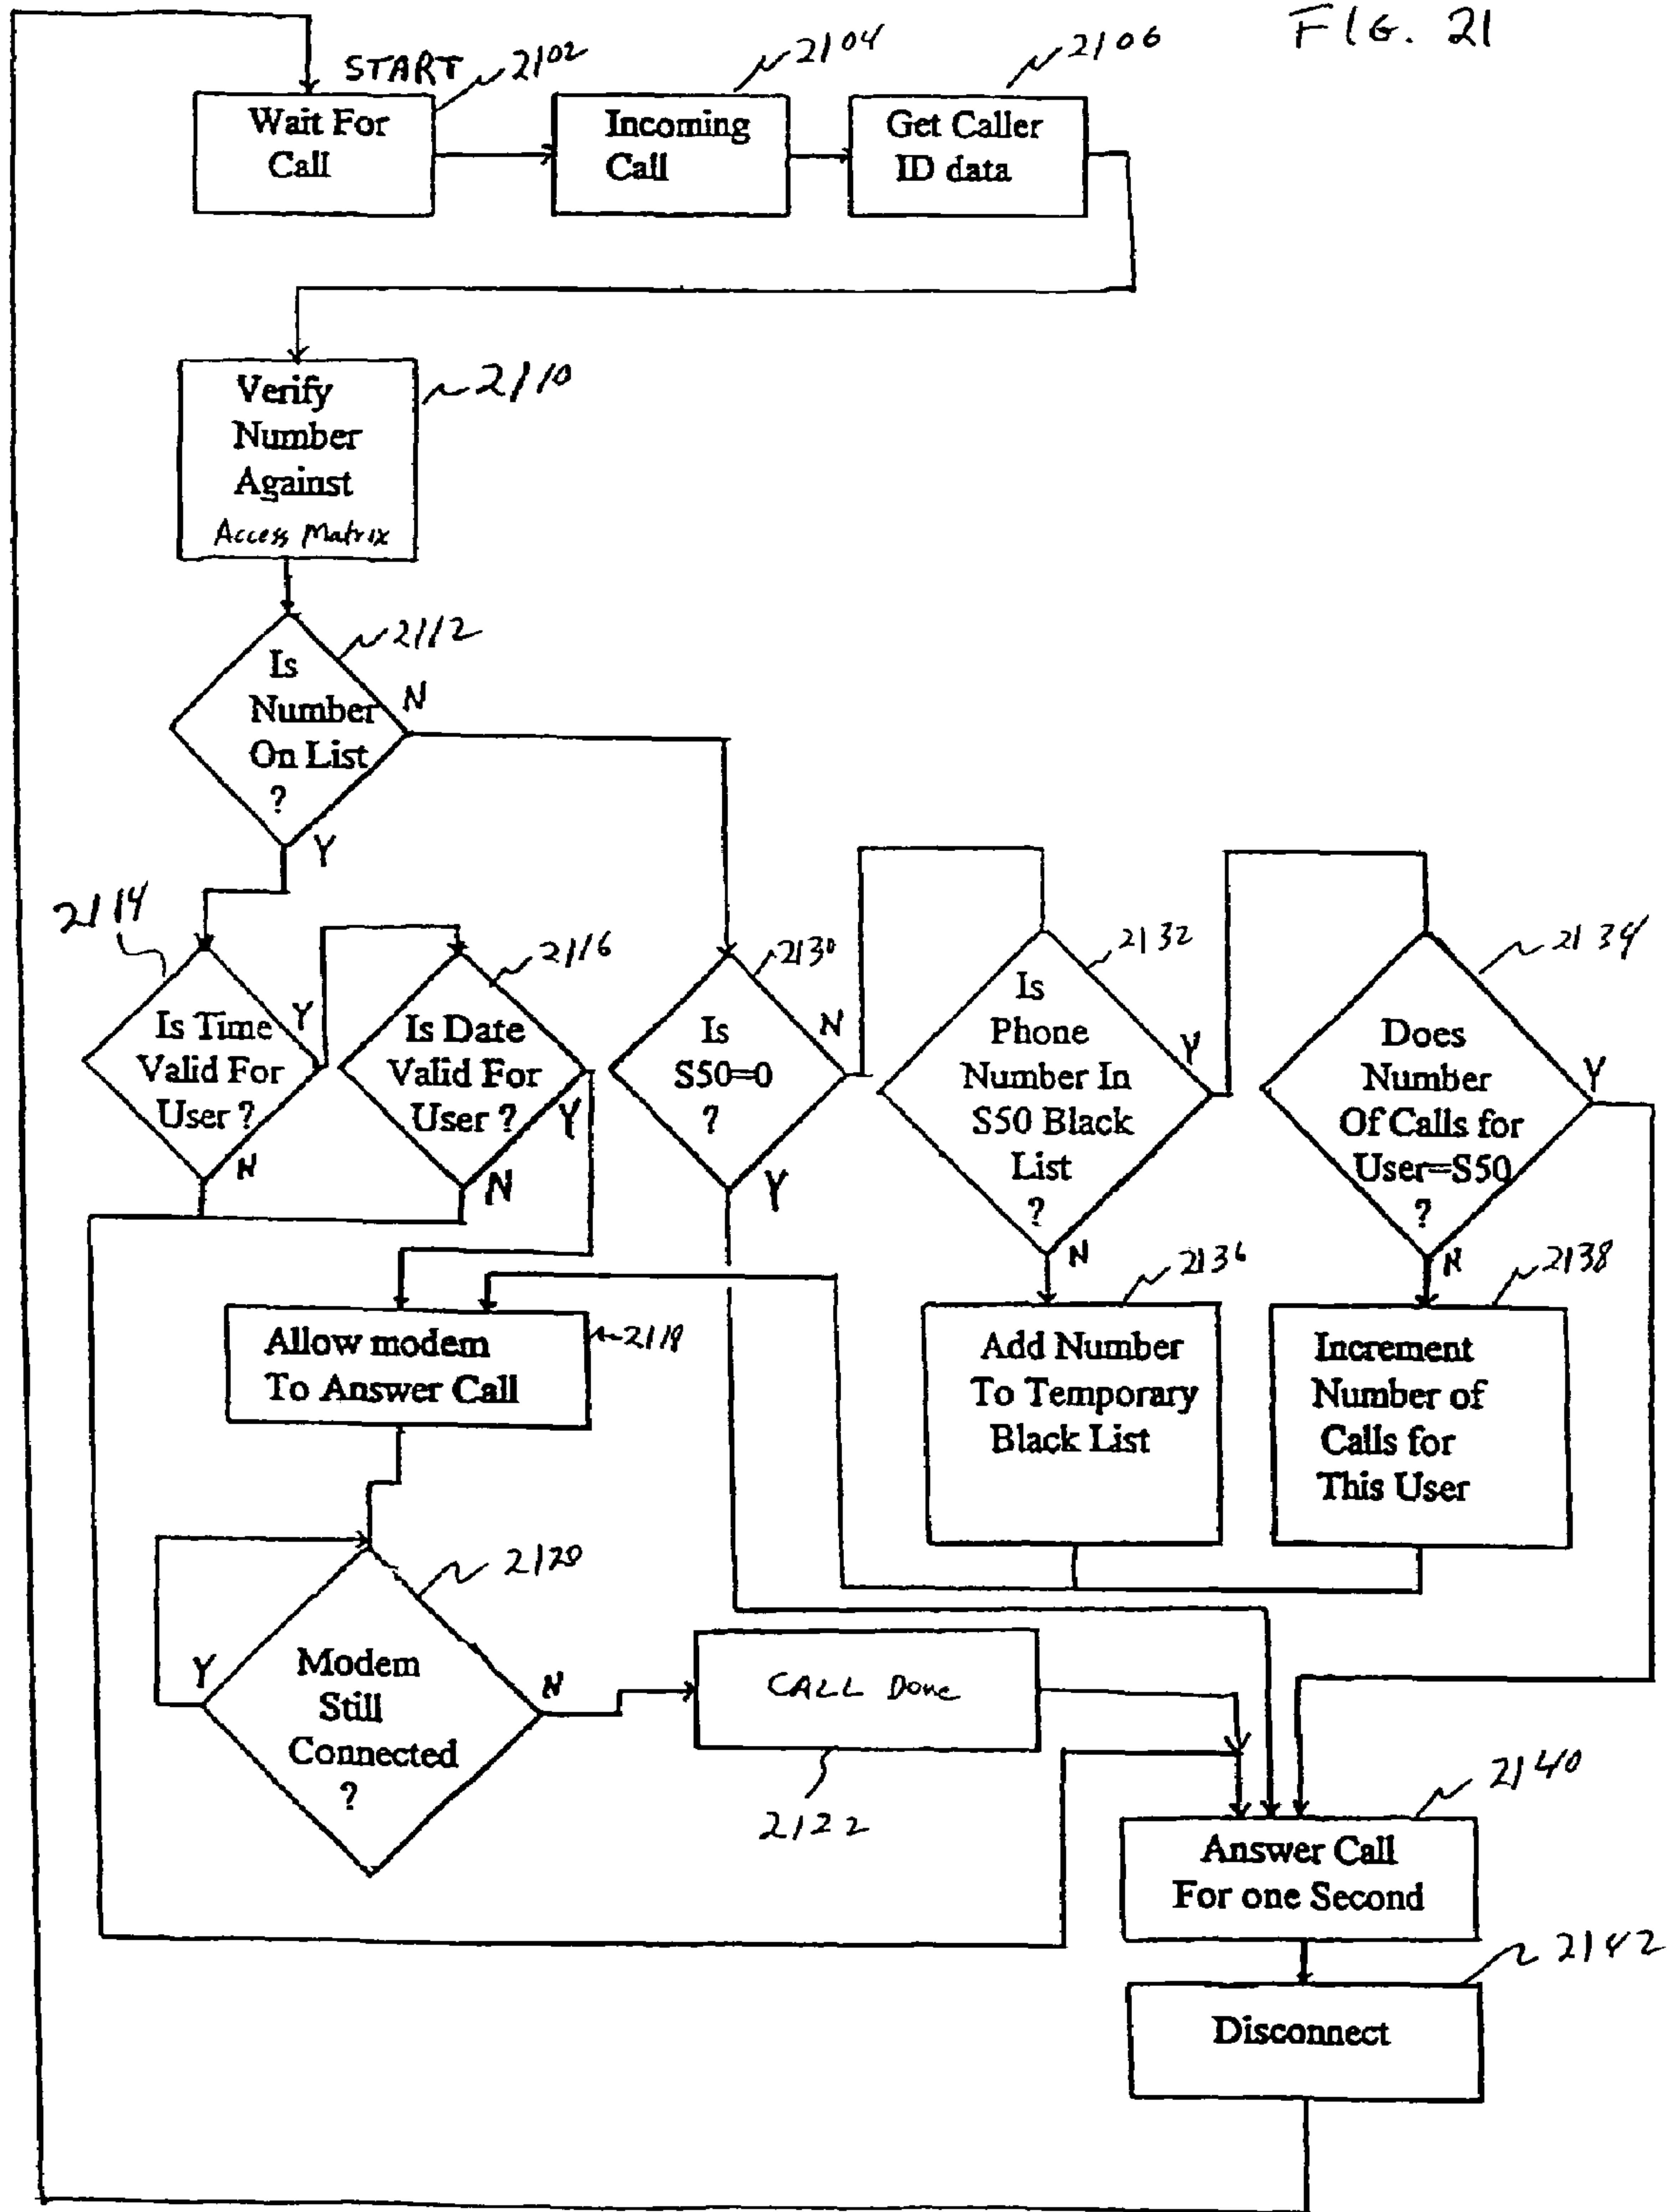 FIG. 21
START
2102
2104
2106
Wait For
Call
Incoming
Call
Get Caller
ID data
2110
Verify
Number
Against
Access Matrix
2112
Is
Number
On List
?
N
Y
2114
Is Time
Valid For
User ?
Y
N
2116
Is Date
Valid For
User ?
Y
N
2130
Is
S50=0
?
N
Y
2132
Is
Phone
Number In
S50 Black
List
?
Y
N
2134
Does
Number
Of Calls for
User=S50
?
Y
N
2118
Allow modem
To Answer Call
2136
Add Number
To Temporary
Black List
2138
Increment
Number of
Calls for
This User
2120
Modem
Still
Connected
?
Y
N
CALL Done
2122
2140
Answer Call
For one Second
2142
Disconnect